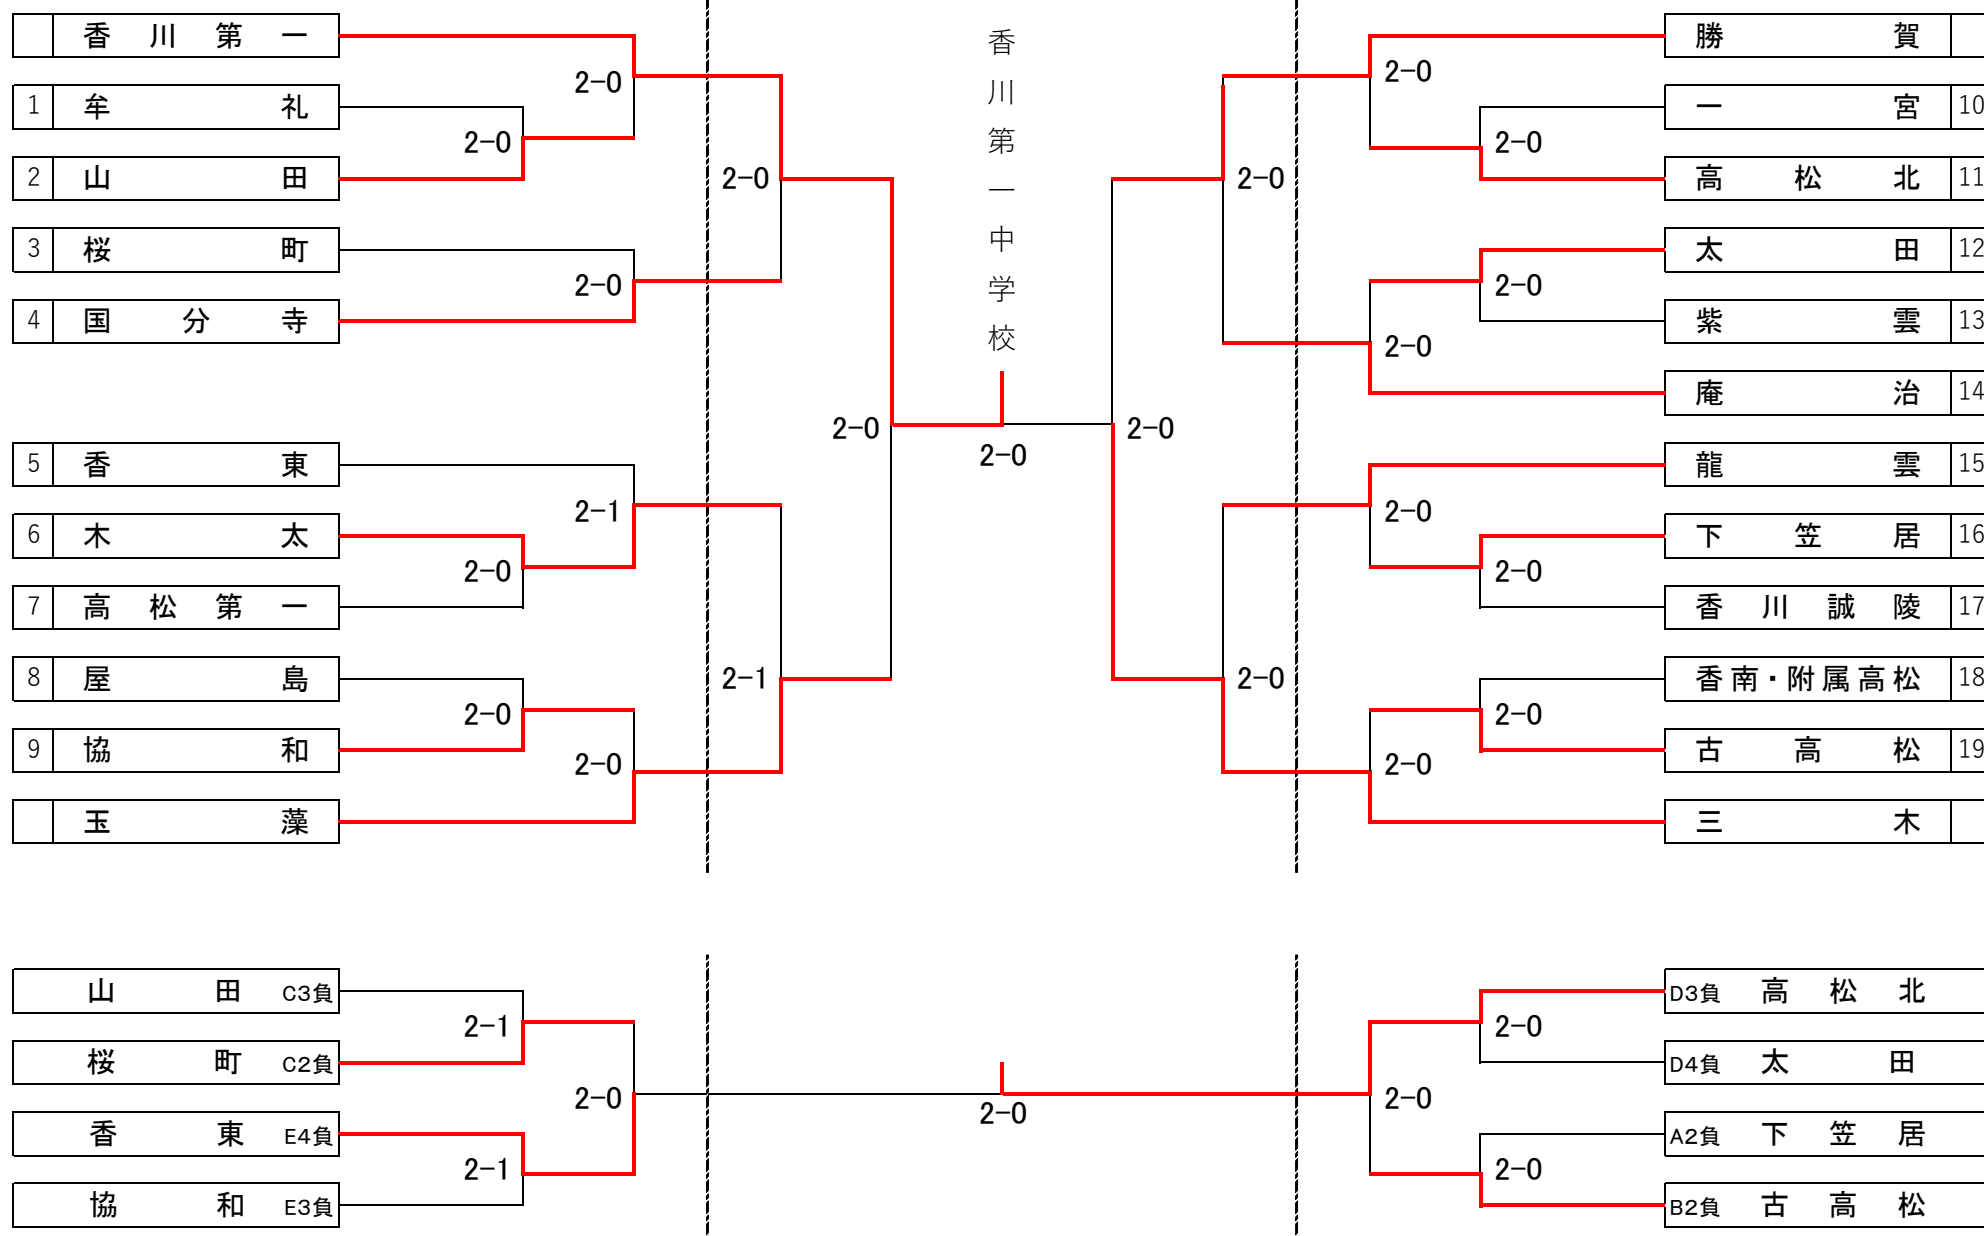 香川第一
1 牟礼
2 山田
3 桜町
4 国分寺
5 香東
6 木太
7 高松第一
8 屋島
9 協和
玉藻
2-0
2-0
2-0
2-0
2-1
2-0
2-0
2-0
2-1
2-0
香川第一中学校
2-0
2-0
2-0
2-0
2-0
2-0
2-0
2-0
2-0
2-0
2-0
2-0
勝賀
一宮 10
高松北 11
太田 12
紫雲 13
庵治 14
龍雲 15
下笠居 16
香川誠陵 17
香南・附属高松 18
古高松 19
三木
山田 C3負
桜町 C2負
香東 E4負
協和 E3負
2-1
2-0
2-1
2-0
2-0
2-0
2-0
D3負 高松北
D4負 太田
A2負 下笠居
B2負 古高松